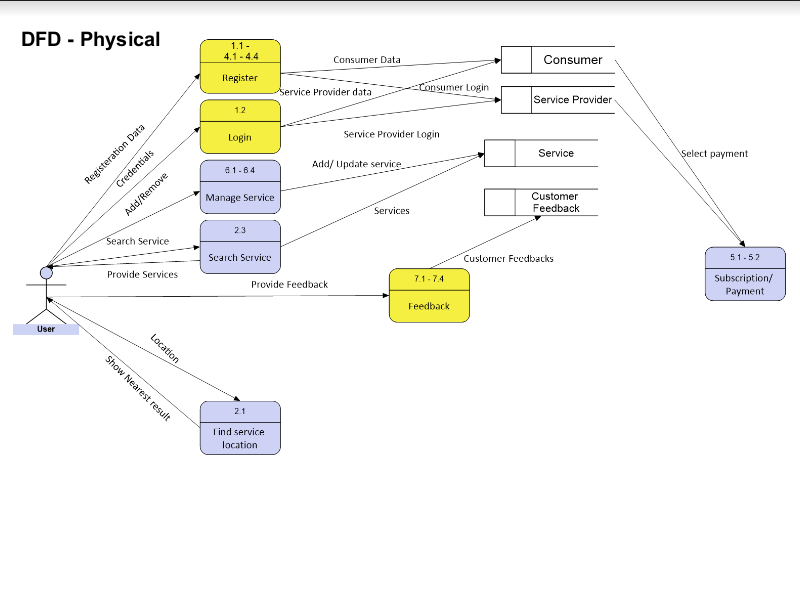 DFD - Physical
1.1 -
4.1 - 4.4
Register
Consumer Data
Consumer
Service Provider data
Consumer Login
Service Provider
1.2
Login
Service Provider Login
Registeration Data
Credentials
Add/Remove
6.1 - 6.4
Manage Service
Add/ Update service
Service
Select payment
2.3
Search Service
Services
Customer
Feedback
Search Service
Provide Services
Customer Feedbacks
5.1 - 5.2
Subscription/
Payment
Provide Feedback
7.1 - 7.4
Feedback
User
Location
Show Nearest result
2.1
Find service
location